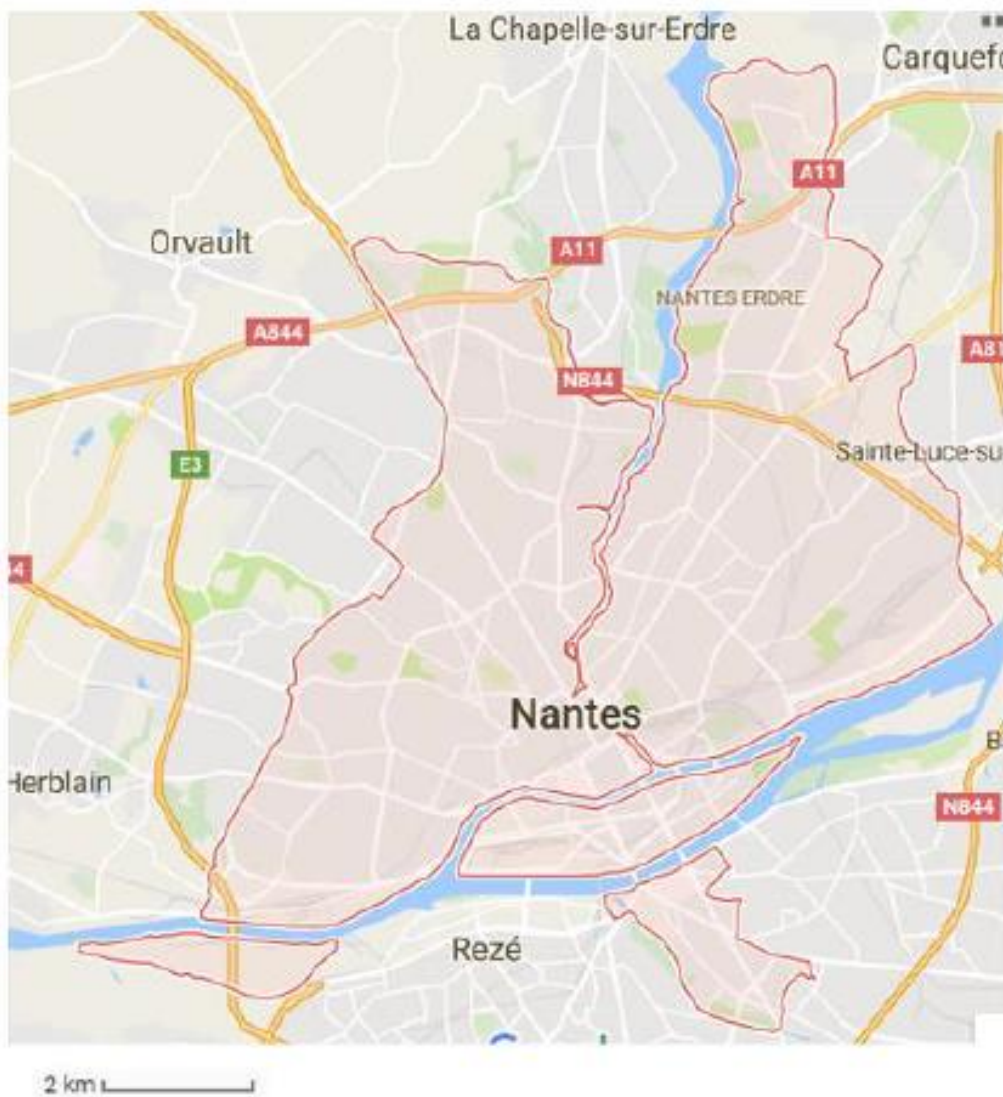 La Chapelle-sur-Erdre
Carquefo
A11
Orvault
A11
NANTES ERDRE
A844
A81
N844
Sainte-Luce-su
E3
44
Nantes
B
Herblain
N844
Rezé
2 km